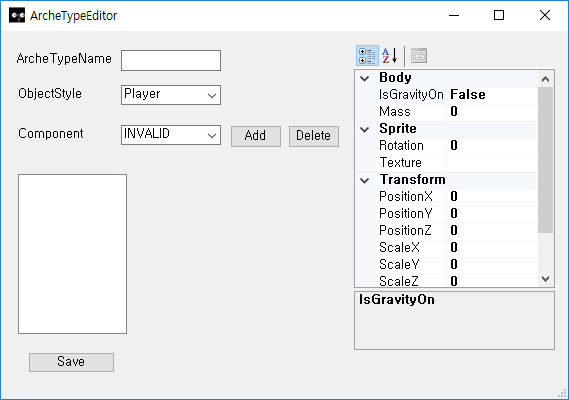 ArcheTypeEditor
ArcheTypeName
ObjectStyle Player
Component INVALID Add Delete
Save
A Z
Body
IsGravityOn False
Mass 0
Sprite
Rotation 0
Texture
Transform
PositionX 0
PositionY 0
PositionZ 0
ScaleX 0
ScaleY 0
ScaleZ 0
IsGravityOn